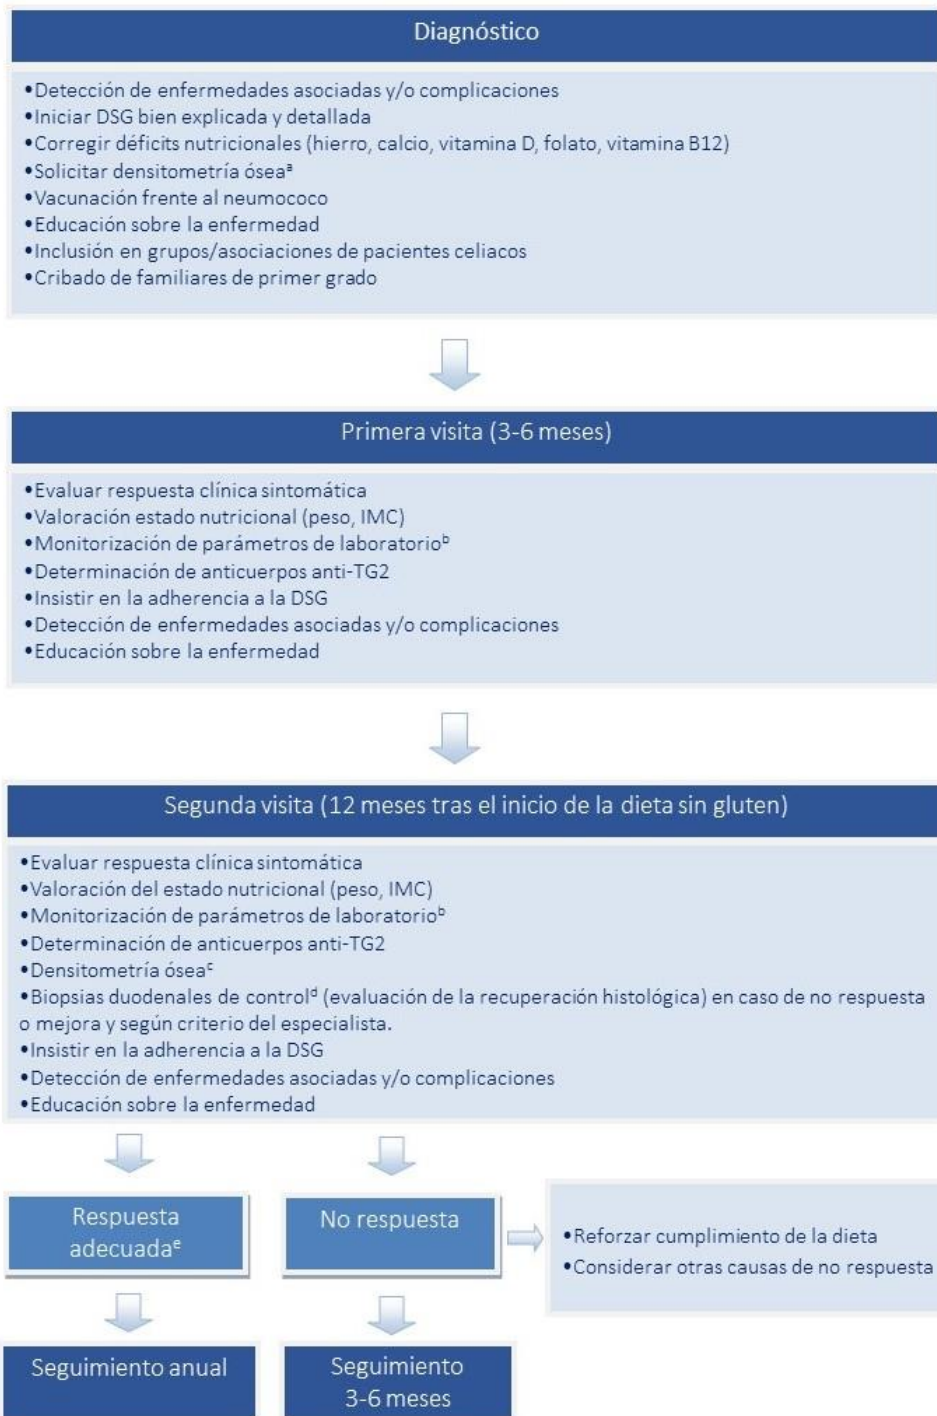 Diagnóstico
•Detección de enfermedades asociadas y/o complicaciones
•Iniciar DSG bien explicada y detallada
•Corregir déficits nutricionales (hierro, calcio, vitamina D, folato, vitamina B12)
•Solicitar densitometría óseaᵃ
•Vacunación frente al neumococo
•Educación sobre la enfermedad
•Inclusión en grupos/asociaciones de pacientes celiacos
•Cribado de familiares de primer grado
Primera visita (3-6 meses)
•Evaluar respuesta clínica sintomática
•Valoración estado nutricional (peso, IMC)
•Monitorización de parámetros de laboratorioᵇ
•Determinación de anticuerpos anti-TG2
•Insistir en la adherencia a la DSG
•Detección de enfermedades asociadas y/o complicaciones
•Educación sobre la enfermedad
Segunda visita (12 meses tras el inicio de la dieta sin gluten)
•Evaluar respuesta clínica sintomática
•Valoración del estado nutricional (peso, IMC)
•Monitorización de parámetros de laboratorioᵇ
•Determinación de anticuerpos anti-TG2
•Densitometría óseaᶜ
•Biopsias duodenales de controlᵈ (evaluación de la recuperación histológica) en caso de no respuesta
o mejora y según criterio del especialista.
•Insistir en la adherencia a la DSG
•Detección de enfermedades asociadas y/o complicaciones
•Educación sobre la enfermedad
Respuesta
adecuadaᵉ
No respuesta
•Reforzar cumplimiento de la dieta
•Considerar otras causas de no respuesta
Seguimiento anual
Seguimiento
3-6 meses